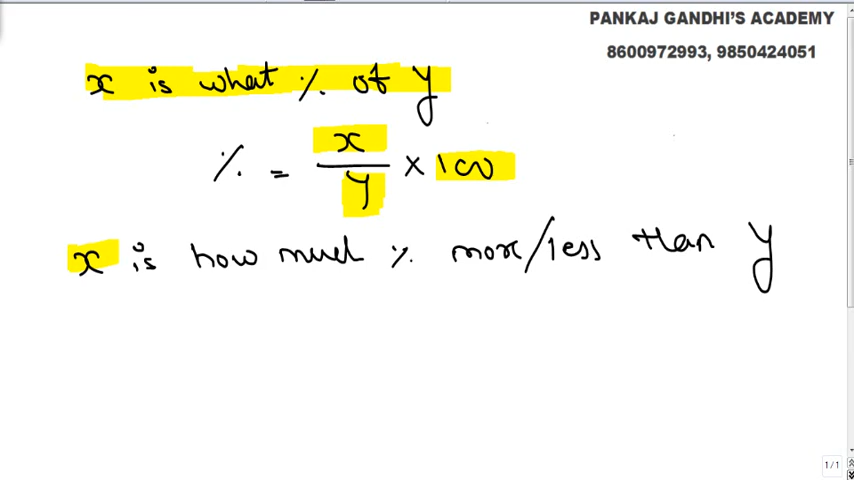 PANKAJ GANDHI'S ACADEMY
8600972993, 9850424051
x is what % of y
% = x/y × 100
x is how much % more/less than y
1/1